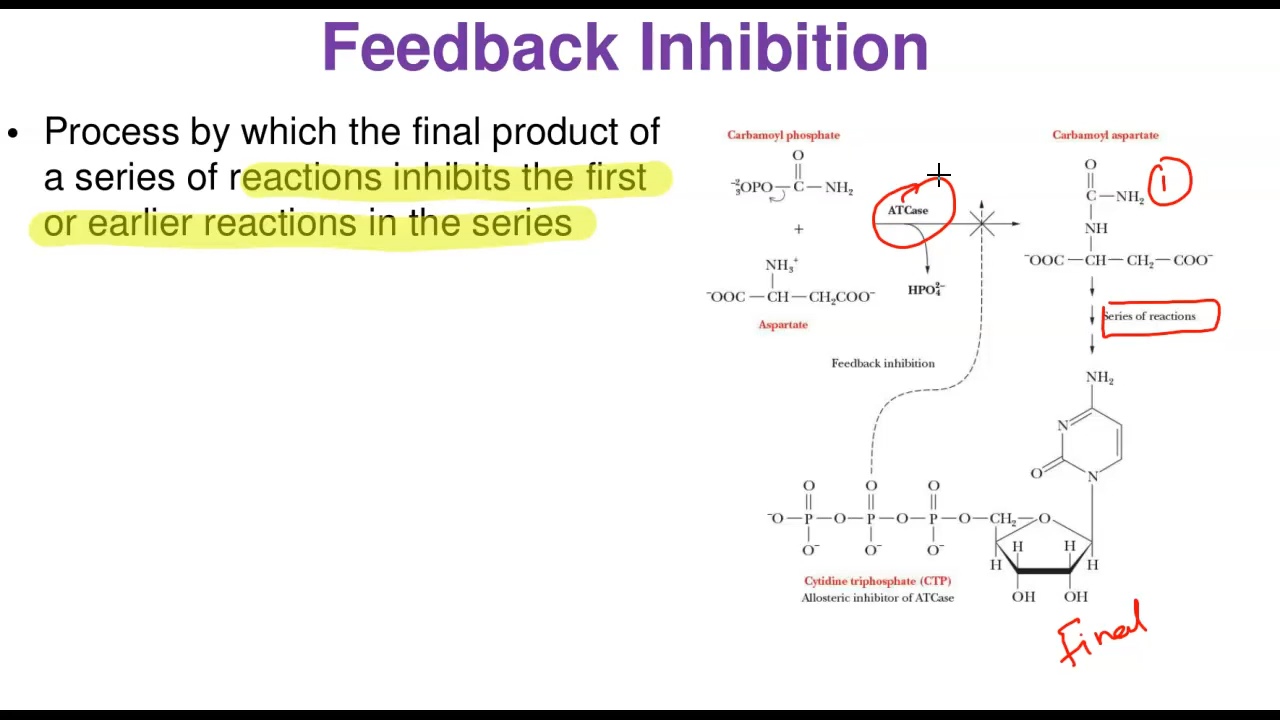 Feedback Inhibition
• Process by which the final product of
a series of reactions inhibits the first
or earlier reactions in the series
Carbamoyl phosphate
O
⁻²₃OPO—C—NH₂
+
NH₃⁺
⁻OOC—CH—CH₂COO⁻
Aspartate
ATCase
HPO₄²⁻
Feedback inhibition
Carbamoyl aspartate
O
C—NH₂
1
NH
⁻OOC—CH—CH₂—COO⁻
Series of reactions
NH₂
N
O
N
O O O
⁻O—P—O—P—O—P—O—CH₂ O
O⁻ O⁻ O⁻
H H H H
OH OH
Cytidine triphosphate (CTP)
Allosteric inhibitor of ATCase
Final